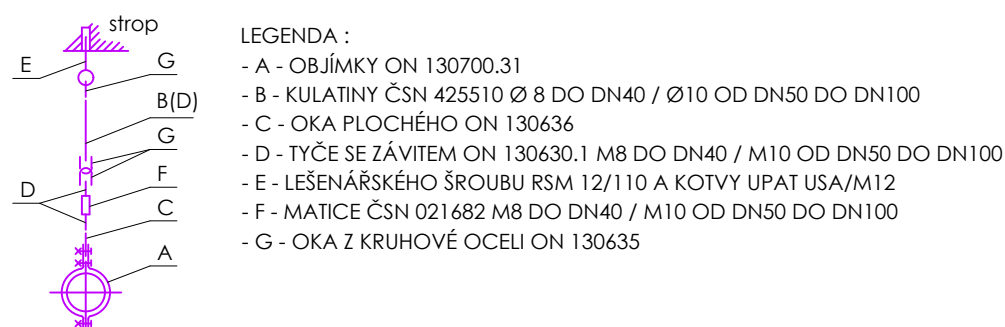 strop
E
G
B(D)
G
D
F
C
A
LEGENDA :
- A - OBJÍMKY ON 130700.31
- B - KULATINY ČSN 425510 Ø 8 DO DN40 / Ø10 OD DN50 DO DN100
- C - OKA PLOCHÉHO ON 130636
- D - TYČE SE ZÁVITEM ON 130630.1 M8 DO DN40 / M10 OD DN50 DO DN100
- E - LEŠENÁŘSKÉHO ŠROUBU RSM 12/110 A KOTVY UPAT USA/M12
- F - MATICE ČSN 021682 M8 DO DN40 / M10 OD DN50 DO DN100
- G - OKA Z KRUHOVÉ OCELI ON 130635